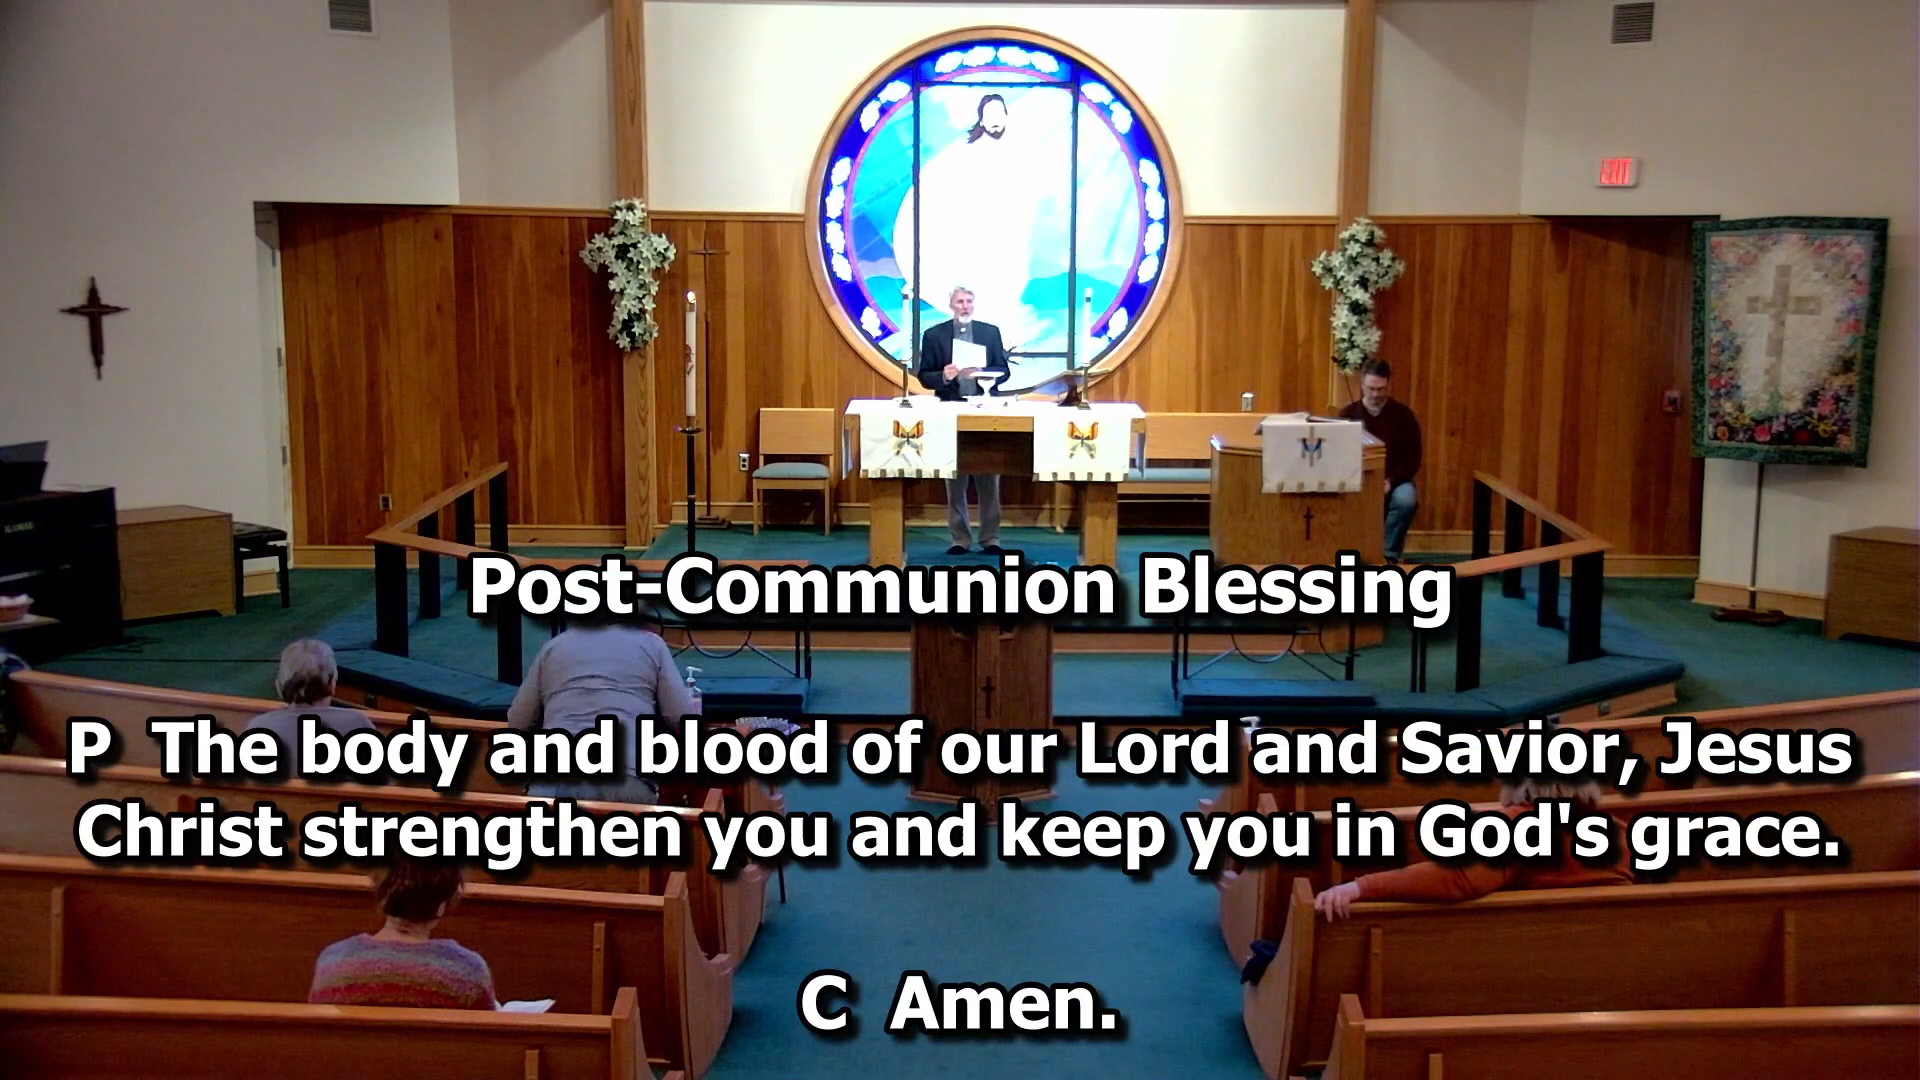 EXIT
Post-Communion Blessing
P  The body and blood of our Lord and Savior, Jesus
Christ strengthen you and keep you in God's grace.
C  Amen.